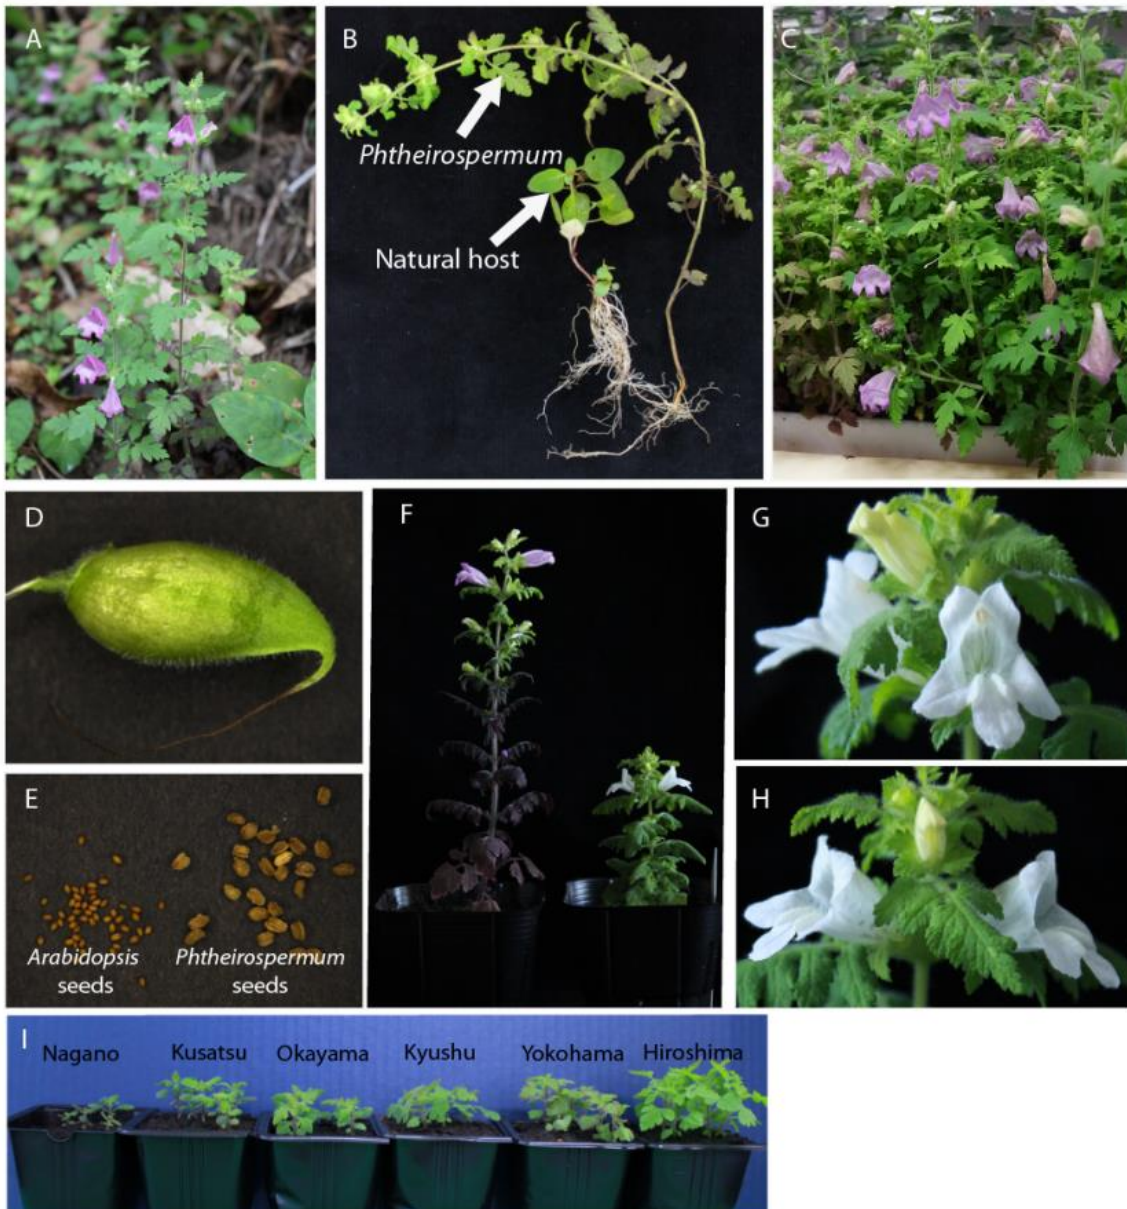 A
B
C
Phtheirospermum
Natural host
D
F
G
E
H
Arabidopsis Phtheirospermum
seeds seeds
I
Nagano Kusatsu Okayama Kyushu Yokohama Hiroshima